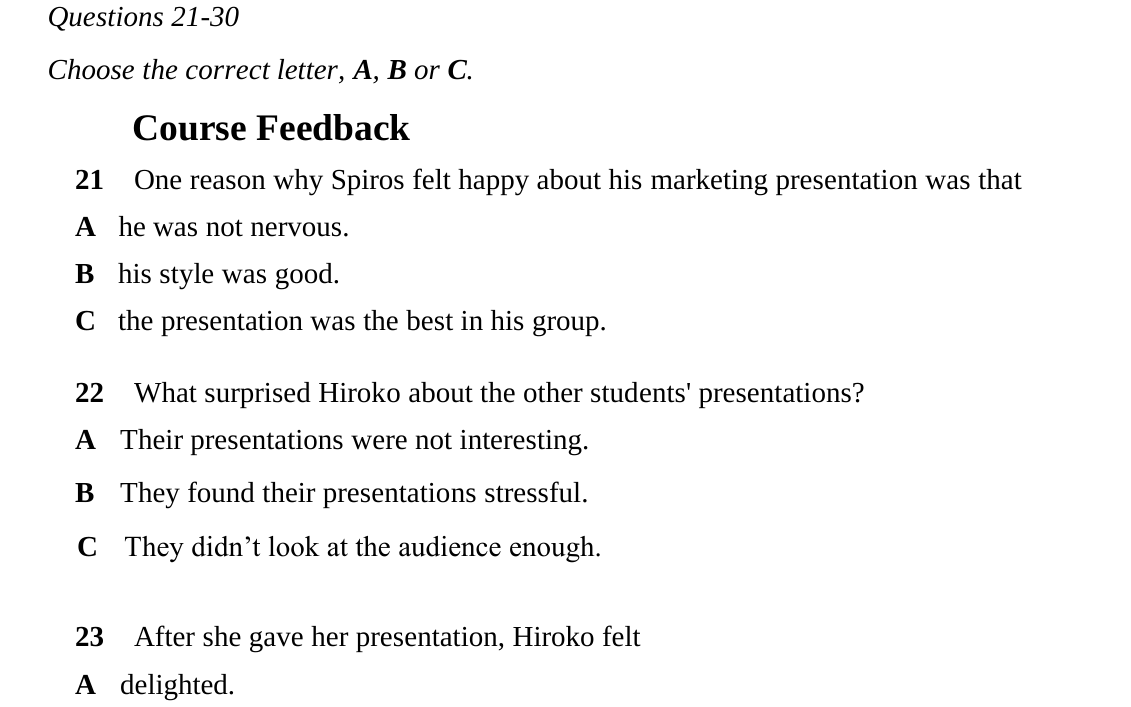 Questions 21-30
Choose the correct letter, A, B or C.
Course Feedback
21 One reason why Spiros felt happy about his marketing presentation was that
A he was not nervous.
B his style was good.
C the presentation was the best in his group.
22 What surprised Hiroko about the other students' presentations?
A Their presentations were not interesting.
B They found their presentations stressful.
C They didn’t look at the audience enough.
23 After she gave her presentation, Hiroko felt
A delighted.